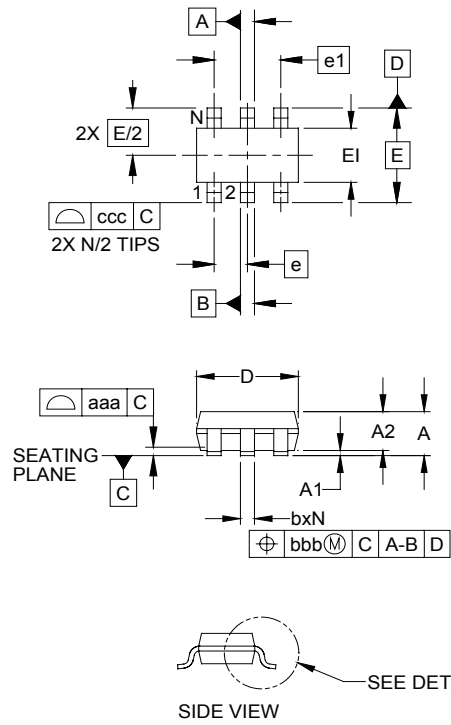 A
e1
D
N
2X E/2
EI
E
1 2
⌓ ccc C
2X N/2 TIPS
e
B
D
⌓ aaa C
A2 A
SEATING
PLANE
C
A1
bxN
⌖ bbbⓂ C A-B D
SEE DET
SIDE VIEW